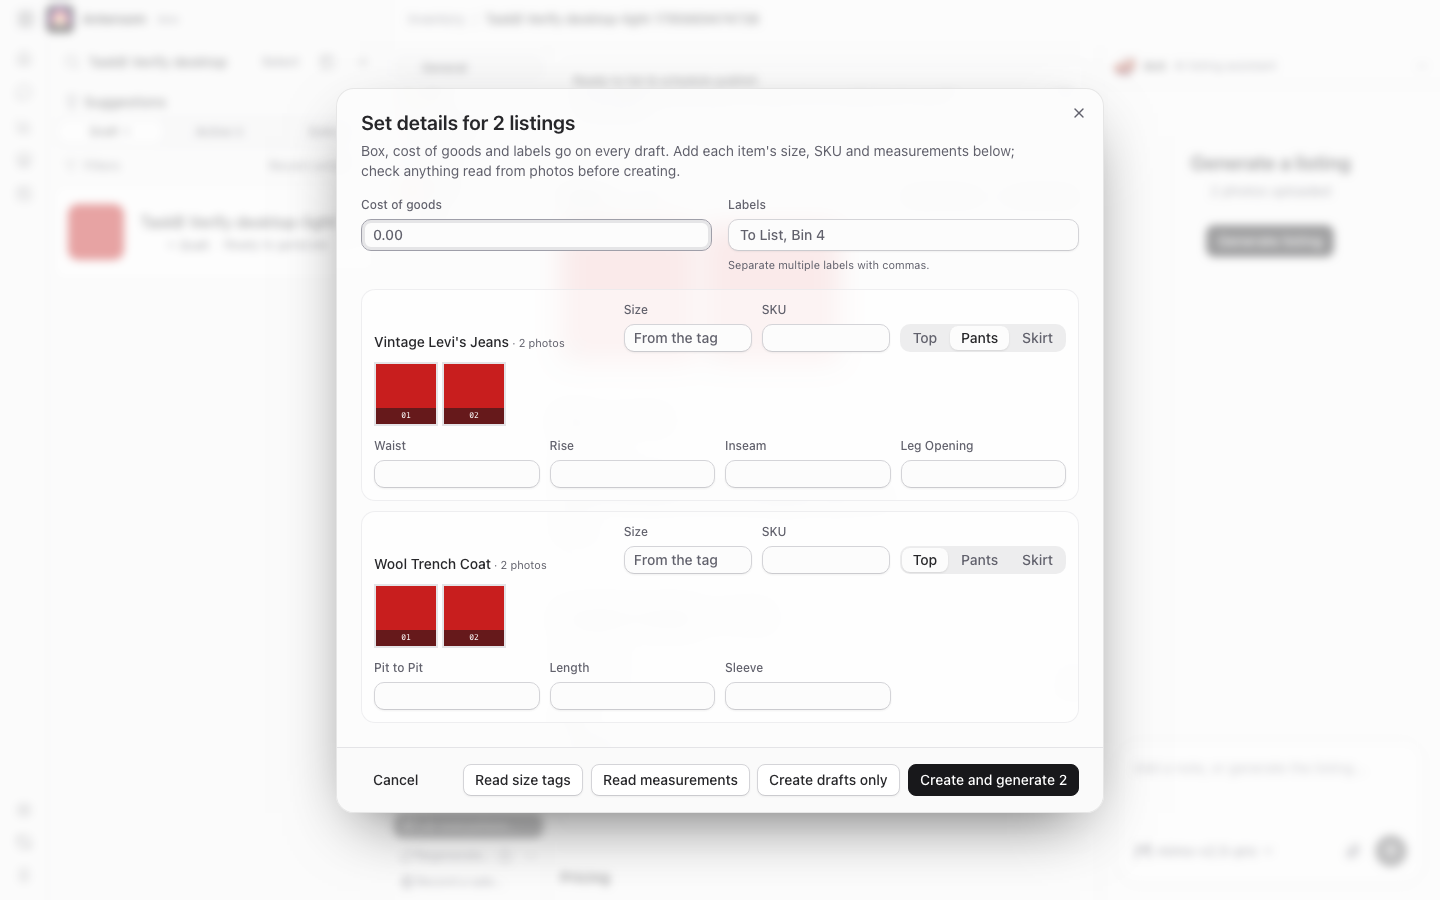 Set details for 2 listings
Box, cost of goods and labels go on every draft. Add each item's size, SKU and measurements below;
check anything read from photos before creating.
Cost of goods
Labels
0.00
To List, Bin 4
Separate multiple labels with commas.
Size
SKU
Vintage Levi's Jeans · 2 photos
From the tag
Top
Pants
Skirt
01
02
Waist
Rise
Inseam
Leg Opening
Size
SKU
Wool Trench Coat · 2 photos
From the tag
Top
Pants
Skirt
01
02
Pit to Pit
Length
Sleeve
Cancel
Read size tags
Read measurements
Create drafts only
Create and generate 2
Suggestions
Generate a listing
Pricing